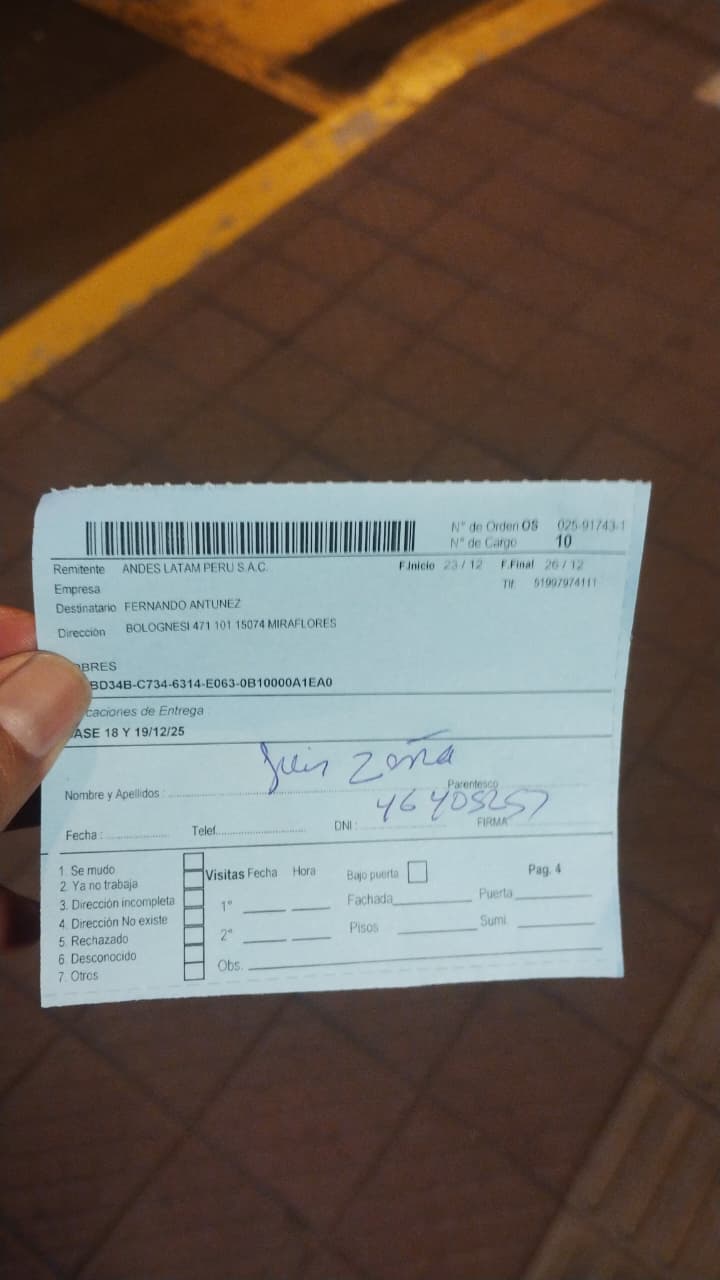 N° de Orden OS 025-91743-1
N° de Cargo 10
Remitente ANDES LATAM PERU S.A.C. F.Inicio 23 / 12 F.Final 26 / 12
Empresa Tlf: 51997974111
Destinatario FERNANDO ANTUNEZ
Dirección BOLOGNESI 471 101 15074 MIRAFLORES
OBRES
BD34B-C734-6314-E063-0B10000A1EA0
caciones de Entrega
ASE 18 Y 19/12/25
Luis Zoña
Nombre y Apellidos : Parentesco
46405257
Fecha : Telef. DNI : FIRMA
1. Se mudo Visitas Fecha Hora Bajo puerta Pag. 4
2. Ya no trabaja
3. Dirección incompleta 1° Fachada Puerta
4. Dirección No existe
5. Rechazado 2° Pisos Sumi.
6. Desconocido
7. Otros Obs.